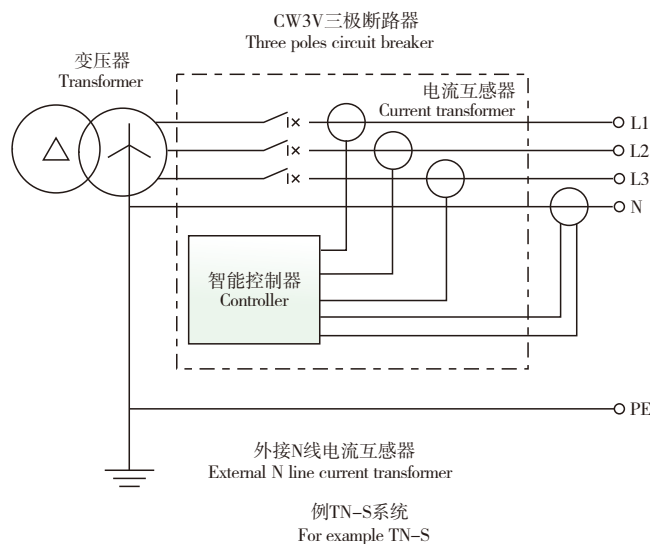 CW3V三极断路器
Three poles circuit breaker
变压器
Transformer
电流互感器
Current transformer
L1
L2
L3
N
智能控制器
Controller
PE
外接N线电流互感器
External N line current transformer
例TN-S系统
For example TN-S